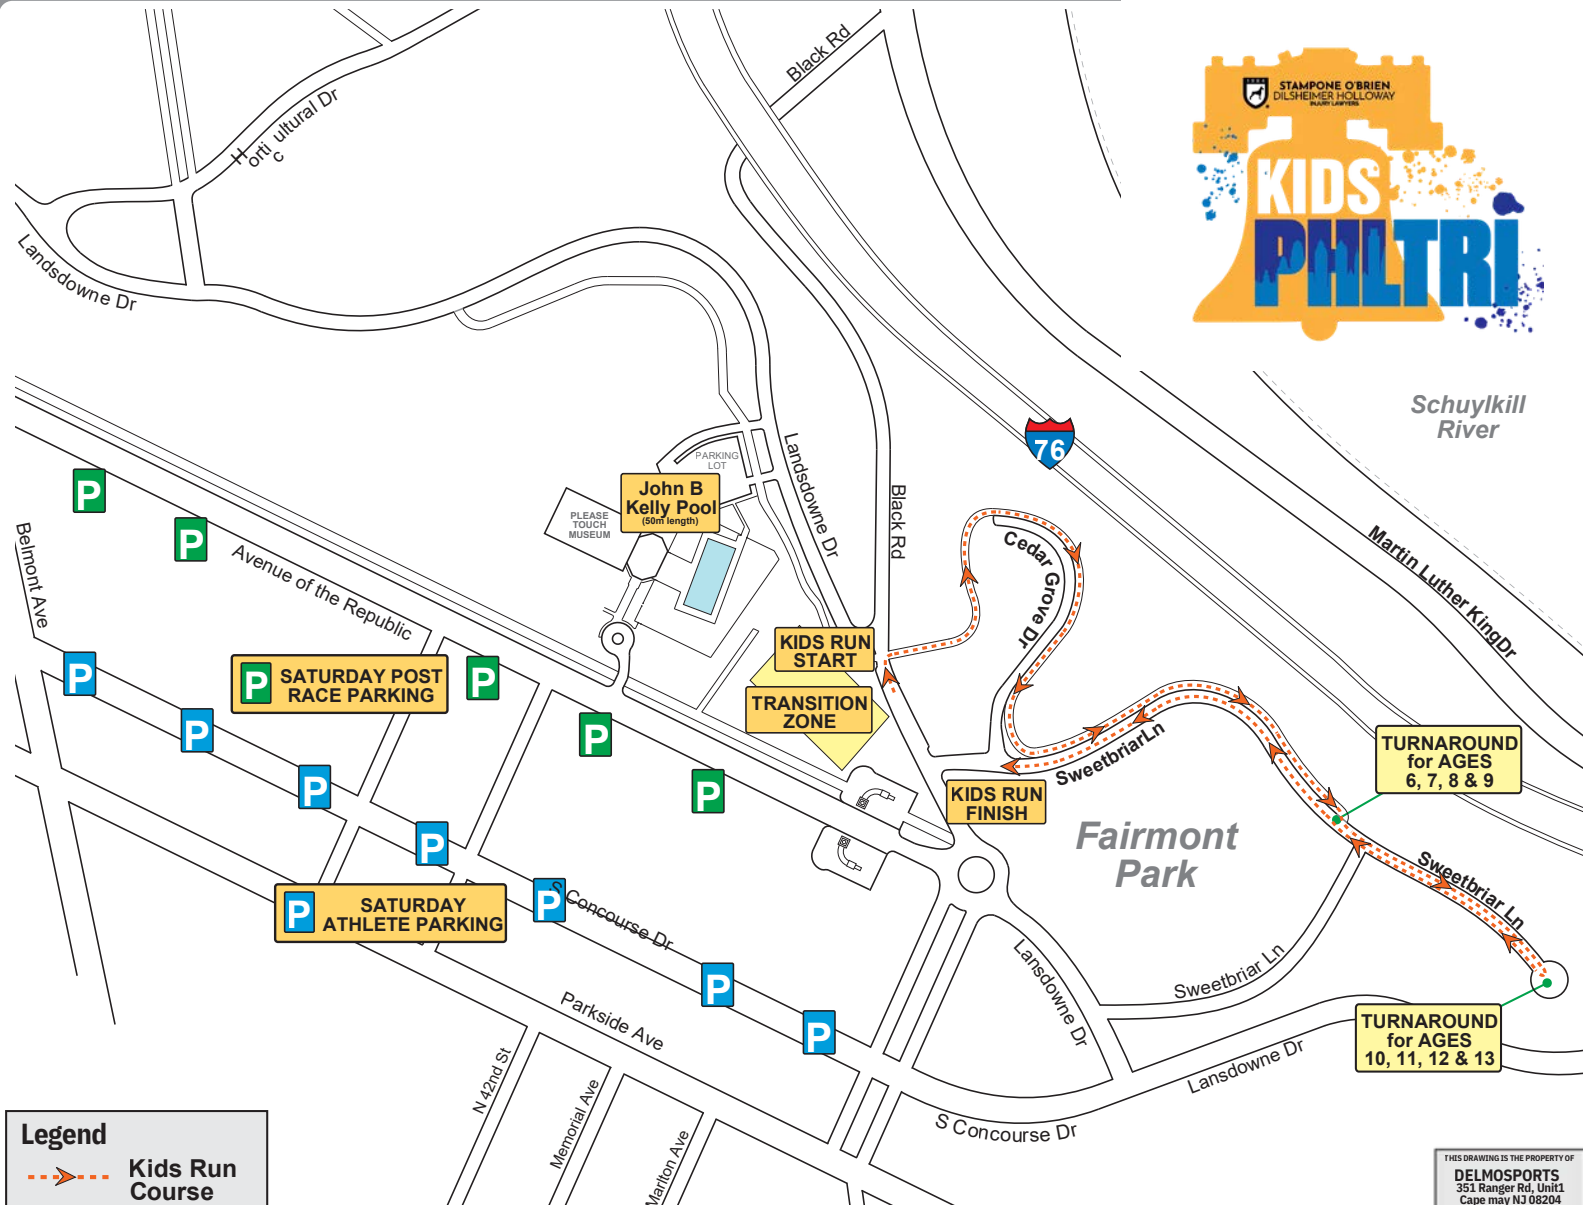 STAMPONE O'BRIEN
DILSHEIMER HOLLOWAY
INJURY LAWYERS
KIDS
PHLTRI
Black Rd
Horticultural Dr
Landsdowne Dr
Schuylkill
River
76
PARKING
LOT
John B
Kelly Pool
(50m length)
PLEASE
TOUCH
MUSEUM
Landsdowne Dr
Black Rd
Cedar Grove Dr
Martin Luther KingDr
P
P
Belmont Ave
Avenue of the Republic
KIDS RUN
START
TRANSITION
ZONE
P
P SATURDAY POST
RACE PARKING
P
P
P
P
P
P
P
SweetbriarLn
TURNAROUND
for AGES
6, 7, 8 & 9
KIDS RUN
FINISH
Fairmont
Park
Sweetbriar Ln
P SATURDAY
ATHLETE PARKING
P
S Concourse Dr
P
P
Lansdowne Dr
Sweetbriar Ln
TURNAROUND
for AGES
10, 11, 12 & 13
Parkside Ave
Lansdowne Dr
N 42nd St
Memorial Ave
Marlton Ave
S Concourse Dr
Legend
Kids Run
Course
THIS DRAWING IS THE PROPERTY OF
DELMOSPORTS
351 Ranger Rd, Unit1
Cape may NJ 08204